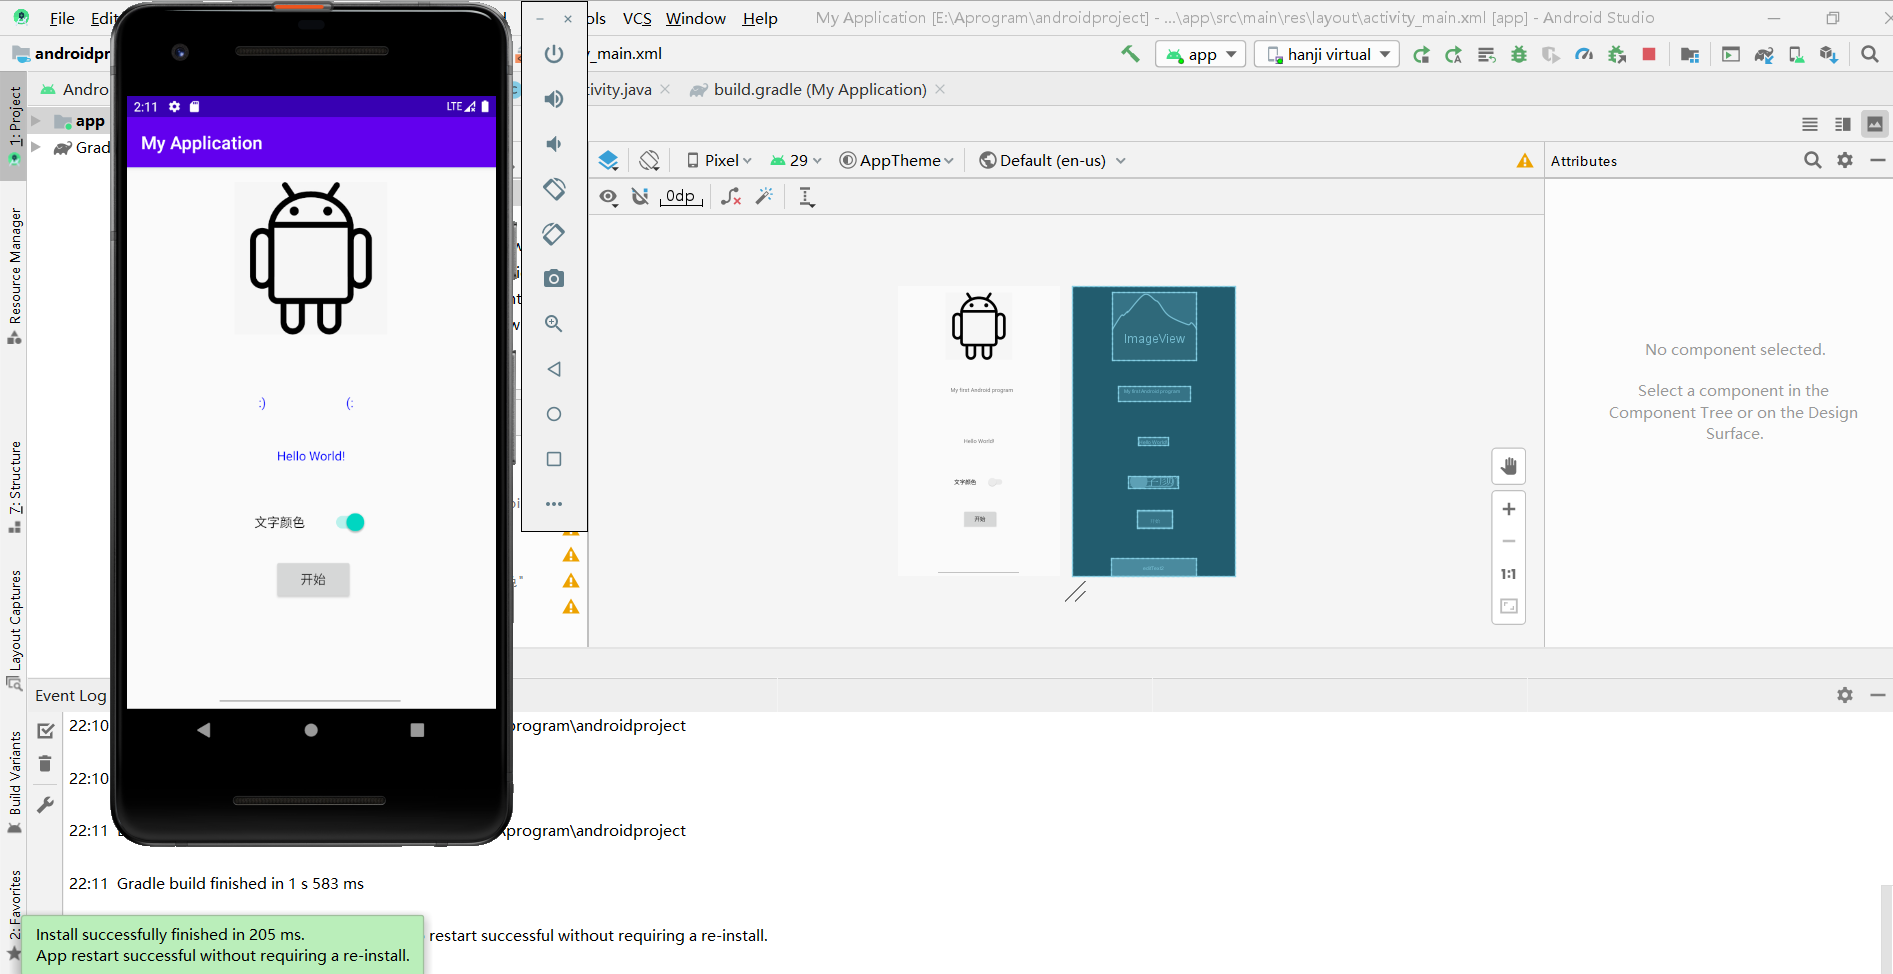 File
Edit
ols
VCS
Window
Help
My Application [E:\Aprogram\androidproject] - ...\app\src\main\res\layout\activity_main.xml [app] - Android Studio
androidpr
_main.xml
app
hanji virtual
Andro
tivity.java
build.gradle (My Application)
1: Project
Resource Manager
7: Structure
Layout Captures
Build Variants
2: Favorites
app
Grad
2:11
LTE
My Application
:)
(:
Hello World!
文字颜色
开始
Pixel
29
AppTheme
Default (en-us)
0dp
Attributes
My first Android program
Hello World!
文字颜色
开始
ImageView
My first Android program
Hello World!
No component selected.
Select a component in the
Component Tree or on the Design
Surface.
1:1
Event Log
22:10
program\androidproject
22:10
22:11
program\androidproject
22:11 Gradle build finished in 1 s 583 ms
restart successful without requiring a re-install.
Install successfully finished in 205 ms.
App restart successful without requiring a re-install.